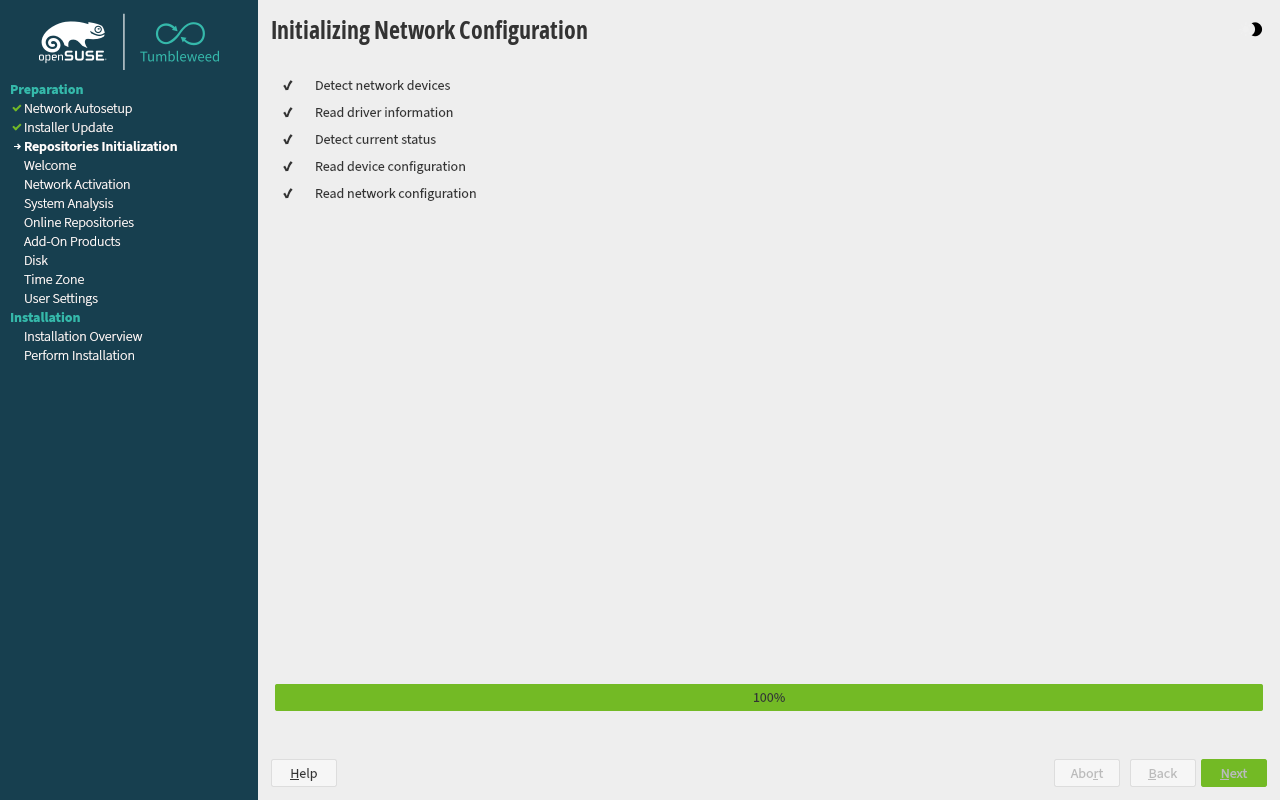 openSUSE
Tumbleweed
Preparation
Network Autosetup
Installer Update
Repositories Initialization
Welcome
Network Activation
System Analysis
Online Repositories
Add-On Products
Disk
Time Zone
User Settings
Installation
Installation Overview
Perform Installation
Initializing Network Configuration
Detect network devices
Read driver information
Detect current status
Read device configuration
Read network configuration
100%
Help
Abort
Back
Next